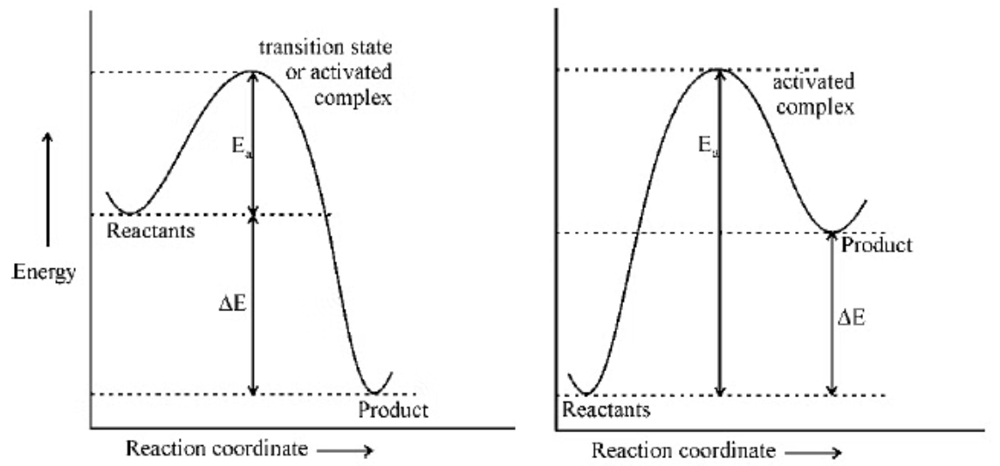 transition state
or activated
complex
Eₐ
Reactants
Energy
ΔE
Product
Reaction coordinate
activated
complex
Eₐ
Product
ΔE
Reactants
Reaction coordinate